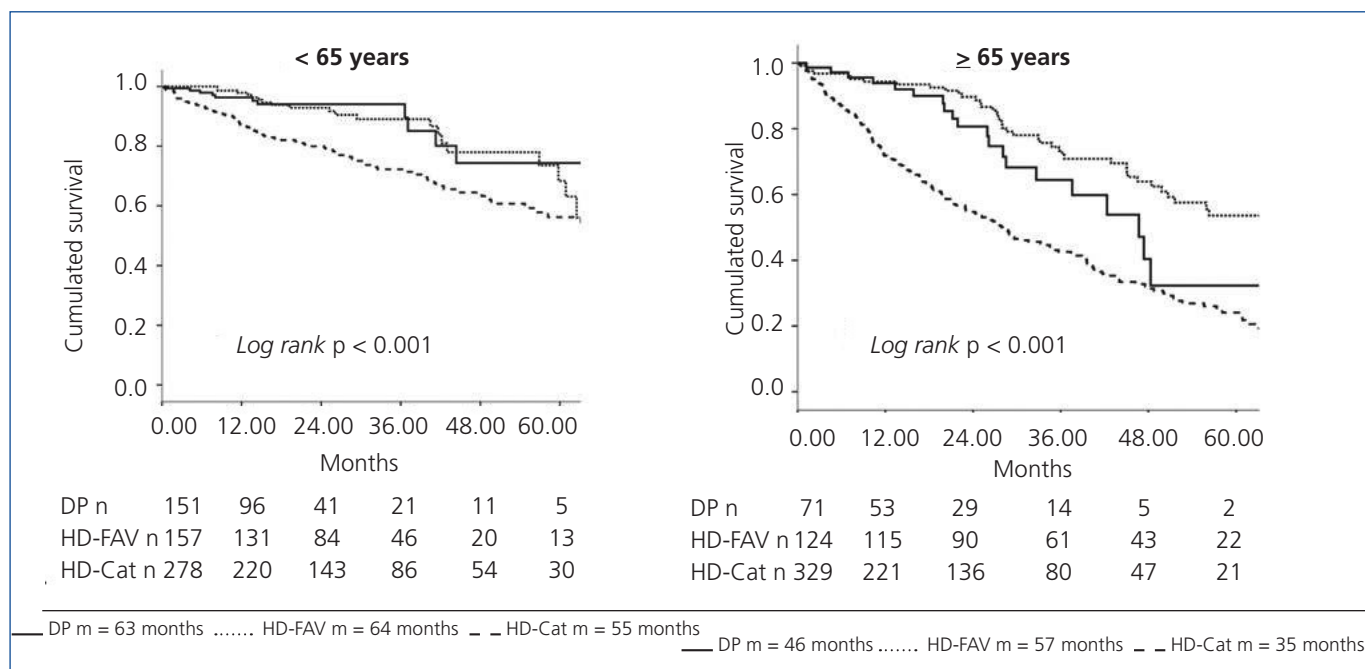 < 65 years
Cumulated survival
1.0
0.8
0.6
0.4
0.2
0.0
Log rank p < 0.001
0.00 12.00 24.00 36.00 48.00 60.00
Months
DP n 151 96 41 21 11 5
HD-FAV n 157 131 84 46 20 13
HD-Cat n 278 220 143 86 54 30
DP m = 63 months ....... HD-FAV m = 64 months HD-Cat m = 55 months
≥ 65 years
Cumulated survival
1.0
0.8
0.6
0.4
0.2
0.0
Log rank p < 0.001
0.00 12.00 24.00 36.00 48.00 60.00
Months
DP n 71 53 29 14 5 2
HD-FAV n 124 115 90 61 43 22
HD-Cat n 329 221 136 80 47 21
DP m = 46 months ....... HD-FAV m = 57 months HD-Cat m = 35 months